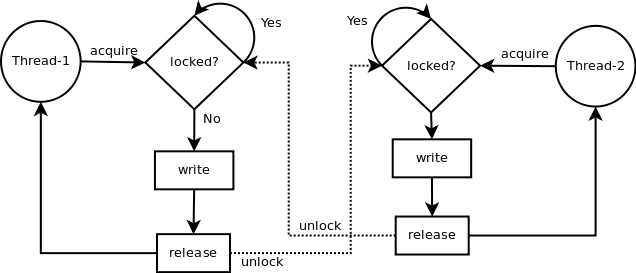 Yes
Yes
Thread-1
acquire
locked?
locked?
acquire
Thread-2
No
write
write
unlock
release
release
unlock